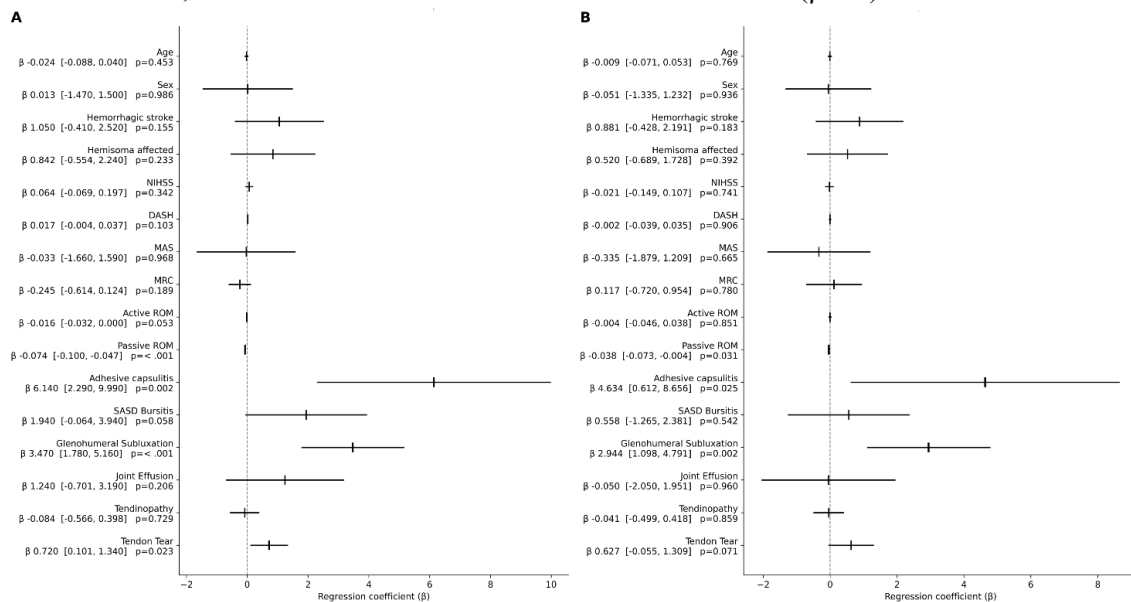 A
Age
β -0.024 [-0.088, 0.040] p=0.453
Sex
β 0.013 [-1.470, 1.500] p=0.986
Hemorrhagic stroke
β 1.050 [-0.410, 2.520] p=0.155
Hemisoma affected
β 0.842 [-0.554, 2.240] p=0.233
NIHSS
β 0.064 [-0.069, 0.197] p=0.342
DASH
β 0.017 [-0.004, 0.037] p=0.103
MAS
β -0.033 [-1.660, 1.590] p=0.968
MRC
β -0.245 [-0.614, 0.124] p=0.189
Active ROM
β -0.016 [-0.032, 0.000] p=0.053
Passive ROM
β -0.074 [-0.100, -0.047] p=< .001
Adhesive capsulitis
β 6.140 [2.290, 9.990] p=0.002
SASD Bursitis
β 1.940 [-0.064, 3.940] p=0.058
Glenohumeral Subluxation
β 3.470 [1.780, 5.160] p=< .001
Joint Effusion
β 1.240 [-0.701, 3.190] p=0.206
Tendinopathy
β -0.084 [-0.566, 0.398] p=0.729
Tendon Tear
β 0.720 [0.101, 1.340] p=0.023
−2 0 2 4 6 8 10
Regression coefficient (β)
B
Age
β -0.009 [-0.071, 0.053] p=0.769
Sex
β -0.051 [-1.335, 1.232] p=0.936
Hemorrhagic stroke
β 0.881 [-0.428, 2.191] p=0.183
Hemisoma affected
β 0.520 [-0.689, 1.728] p=0.392
NIHSS
β -0.021 [-0.149, 0.107] p=0.741
DASH
β -0.002 [-0.039, 0.035] p=0.906
MAS
β -0.335 [-1.879, 1.209] p=0.665
MRC
β 0.117 [-0.720, 0.954] p=0.780
Active ROM
β -0.004 [-0.046, 0.038] p=0.851
Passive ROM
β -0.038 [-0.073, -0.004] p=0.031
Adhesive capsulitis
β 4.634 [0.612, 8.656] p=0.025
SASD Bursitis
β 0.558 [-1.265, 2.381] p=0.542
Glenohumeral Subluxation
β 2.944 [1.098, 4.791] p=0.002
Joint Effusion
β -0.050 [-2.050, 1.951] p=0.960
Tendinopathy
β -0.041 [-0.499, 0.418] p=0.859
Tendon Tear
β 0.627 [-0.055, 1.309] p=0.071
−2 0 2 4 6 8
Regression coefficient (β)